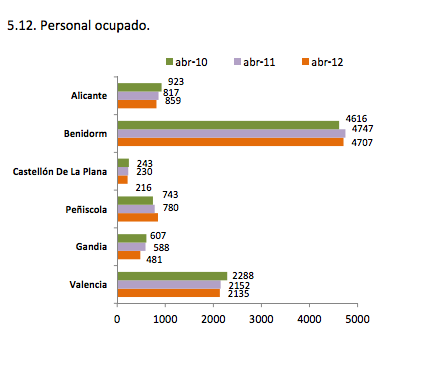 5.12. Personal ocupado.
abr-10 abr-11 abr-12
923
Alicante 817
859
4616
Benidorm 4747
4707
243
Castellón De La Plana 230
216
743
Peñiscola 780
607
Gandia 588
481
2288
Valencia 2152
2135
0 1000 2000 3000 4000 5000